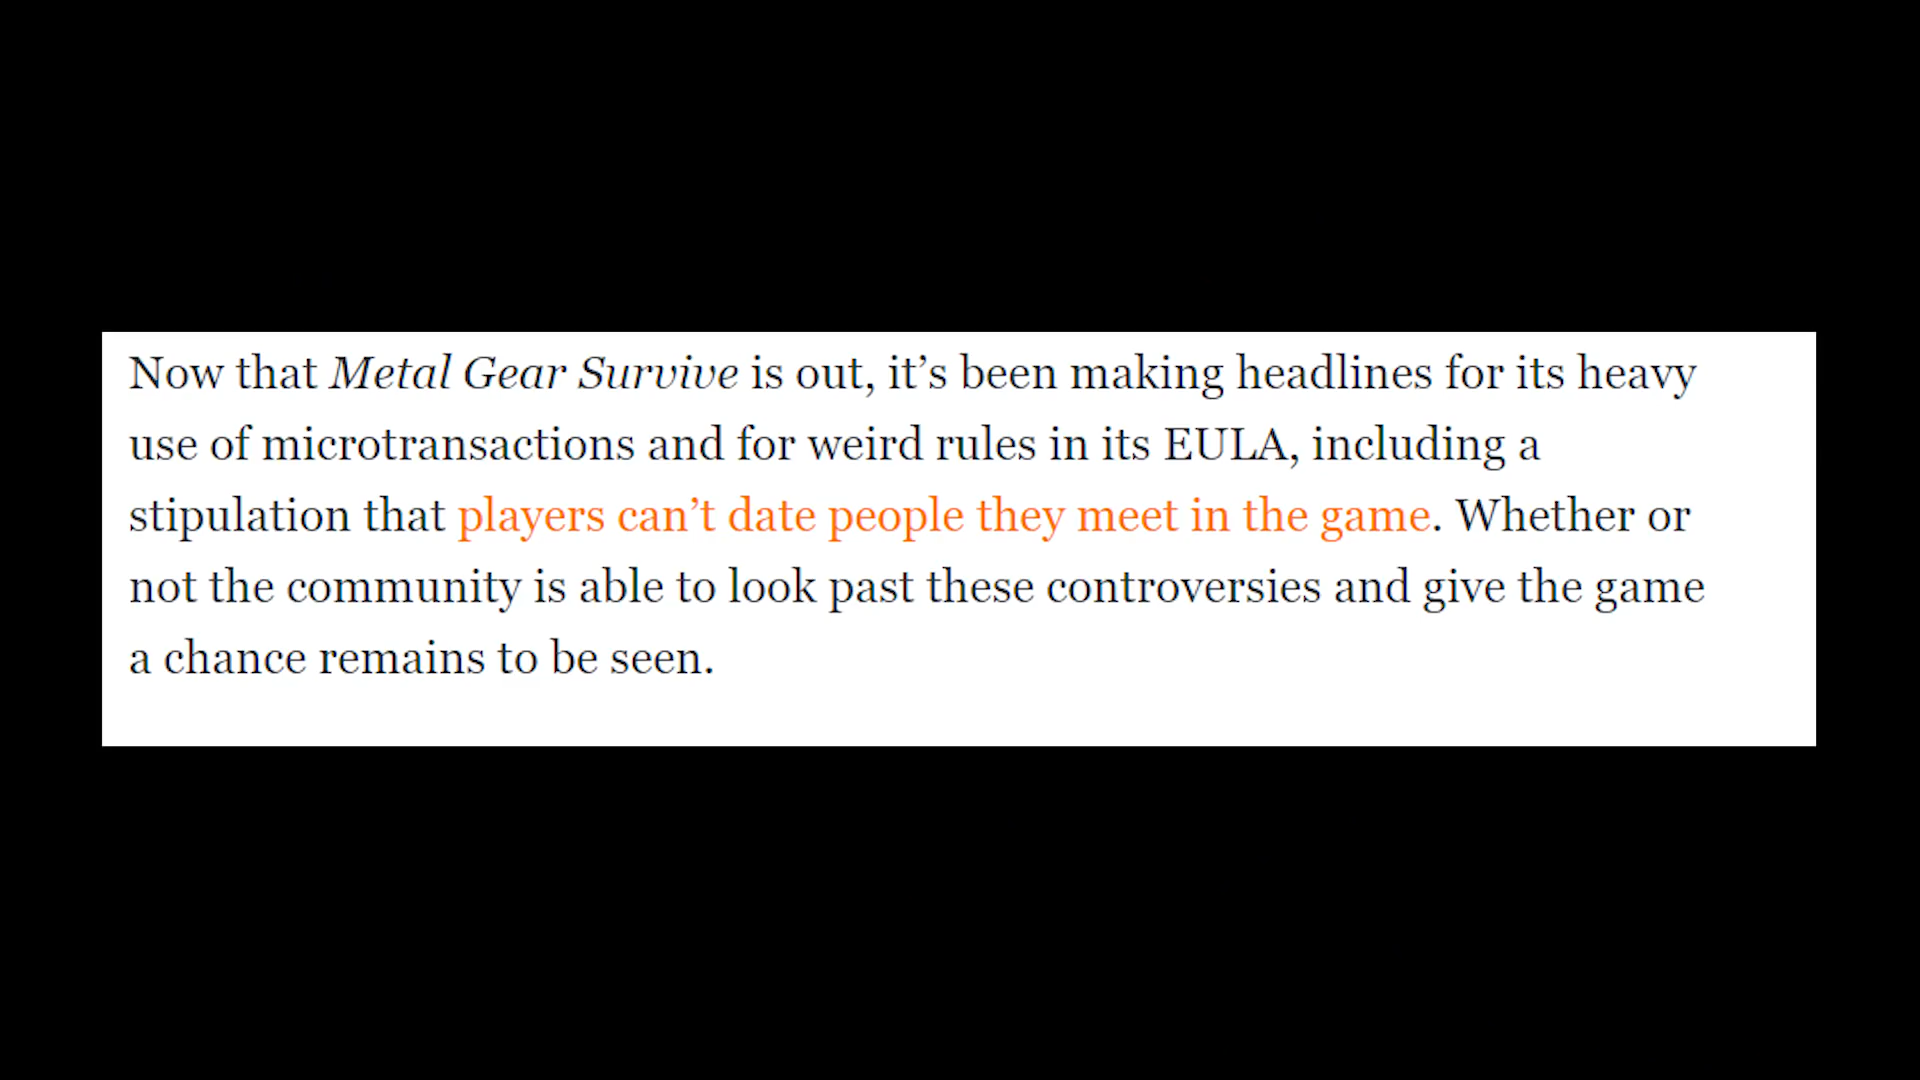 Now that Metal Gear Survive is out, it’s been making headlines for its heavy
use of microtransactions and for weird rules in its EULA, including a
stipulation that players can’t date people they meet in the game. Whether or
not the community is able to look past these controversies and give the game
a chance remains to be seen.